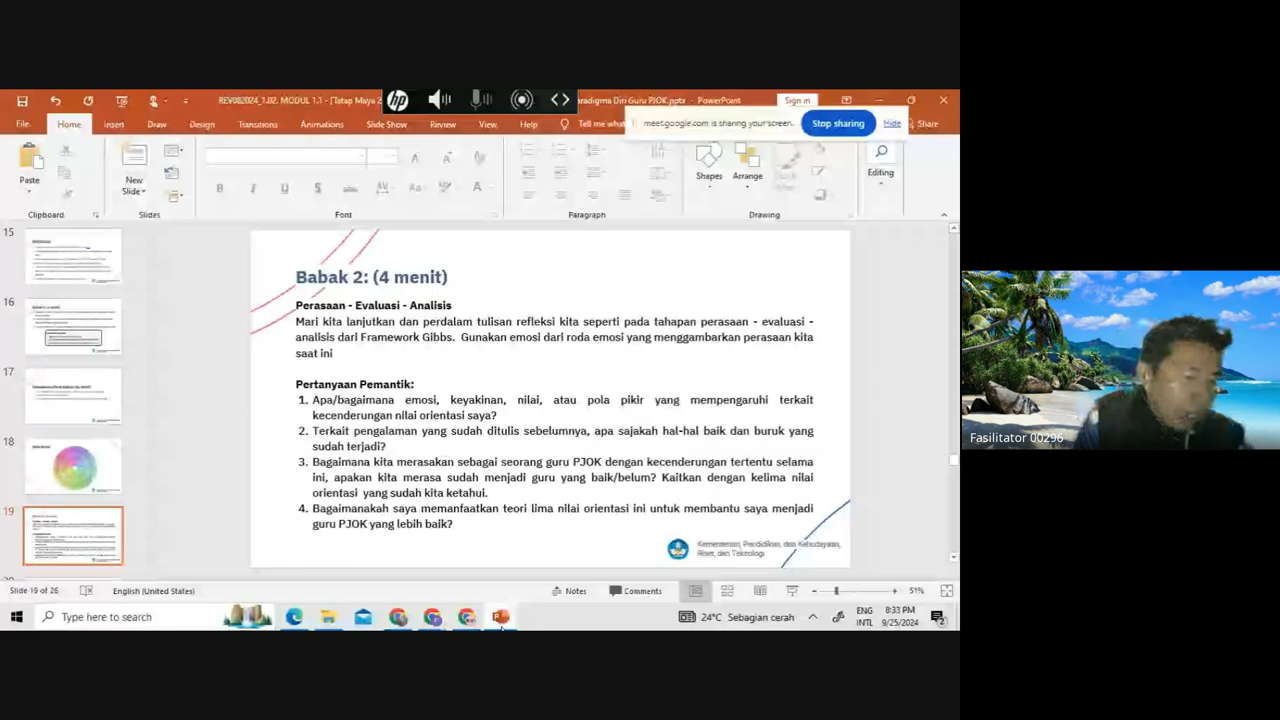 REV082024_1.02. MODUL 1.1 - [Tatap Maya 2
aradigma Diri Guru PJOK.pptx - PowerPoint
Sign in
File
Home
Insert
Draw
Design
Transitions
Animations
Slide Show
Review
View
Help
Tell me what
meet.google.com is sharing your screen.
Stop sharing
Hide
Share
Paste
New
Slide
Shapes
Arrange
Editing
Clipboard
Slides
Font
Paragraph
Drawing
15
16
17
18
19
Babak 2: (4 menit)
Perasaan - Evaluasi - Analisis
Mari kita lanjutkan dan perdalam tulisan refleksi kita seperti pada tahapan perasaan - evaluasi -
analisis dari Framework Gibbs. Gunakan emosi dari roda emosi yang menggambarkan perasaan kita
saat ini
Pertanyaan Pemantik:
1. Apa/bagaimana emosi, keyakinan, nilai, atau pola pikir yang mempengaruhi terkait
kecenderungan nilai orientasi saya?
2. Terkait pengalaman yang sudah ditulis sebelumnya, apa sajakah hal-hal baik dan buruk yang
sudah terjadi?
3. Bagaimana kita merasakan sebagai seorang guru PJOK dengan kecenderungan tertentu selama
ini, apakan kita merasa sudah menjadi guru yang baik/belum? Kaitkan dengan kelima nilai
orientasi yang sudah kita ketahui.
4. Bagaimanakah saya memanfaatkan teori lima nilai orientasi ini untuk membantu saya menjadi
guru PJOK yang lebih baik?
Kementerian, Pendidikan, dan Kebudayaan,
Riset, dan Teknologi
Fasilitator 00296
Slide 19 of 26
English (United States)
Notes
Comments
51%
Type here to search
24°C Sebagian cerah
ENG
INTL
8:33 PM
9/25/2024
2